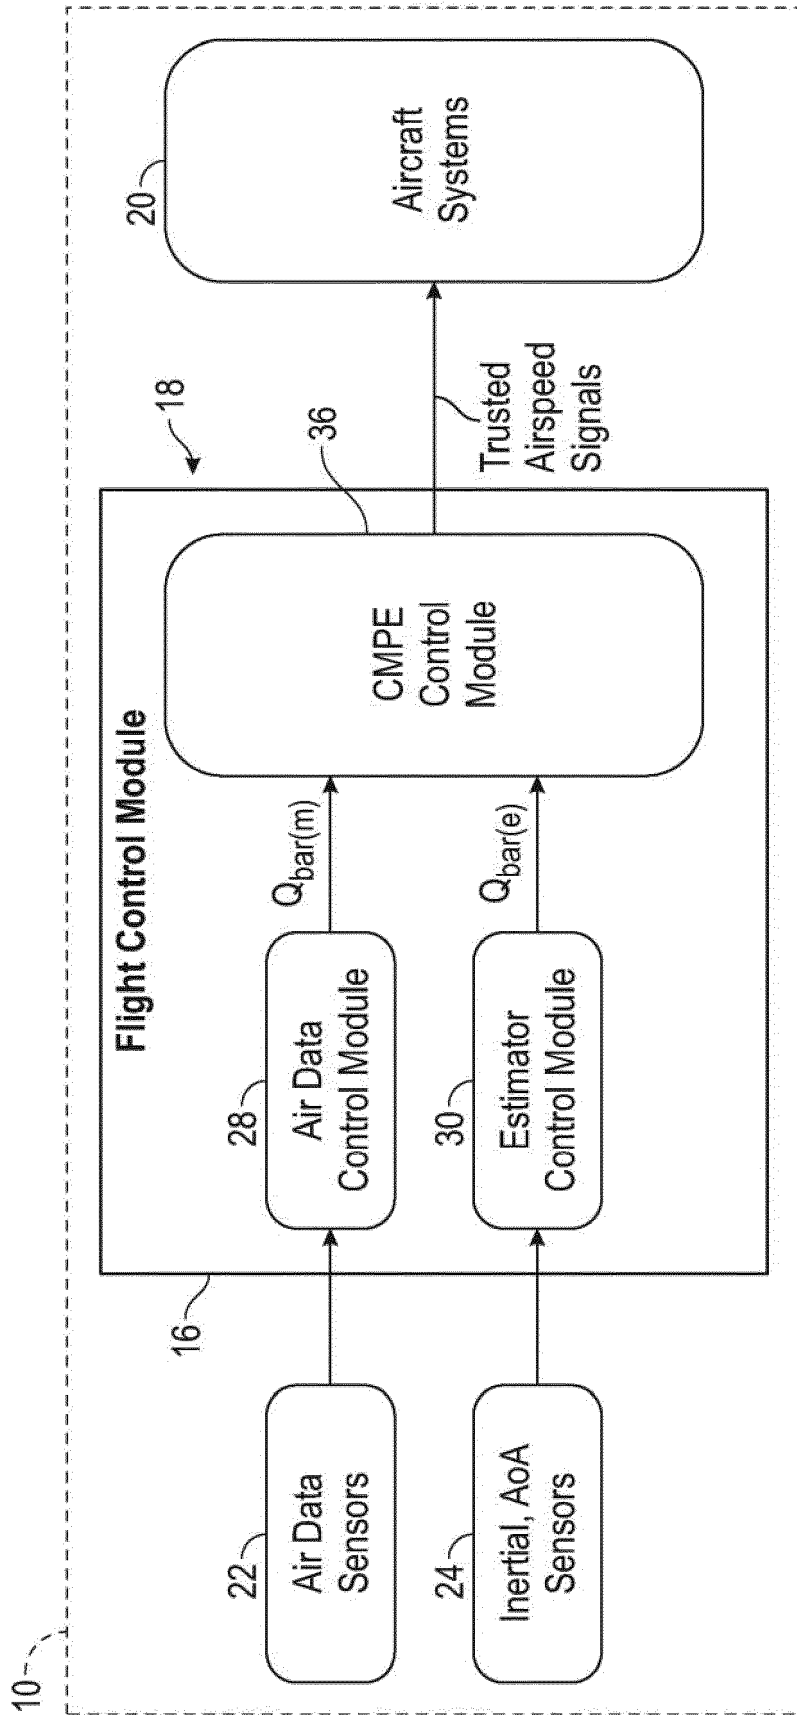 10
22
Air Data
Sensors
24
Inertial, AoA
Sensors
16
Flight Control Module
28
Air Data
Control Module
30
Estimator
Control Module
Qbar(m)
Qbar(e)
CMPE
Control
Module
36
18
Trusted
Airspeed
Signals
20
Aircraft
Systems